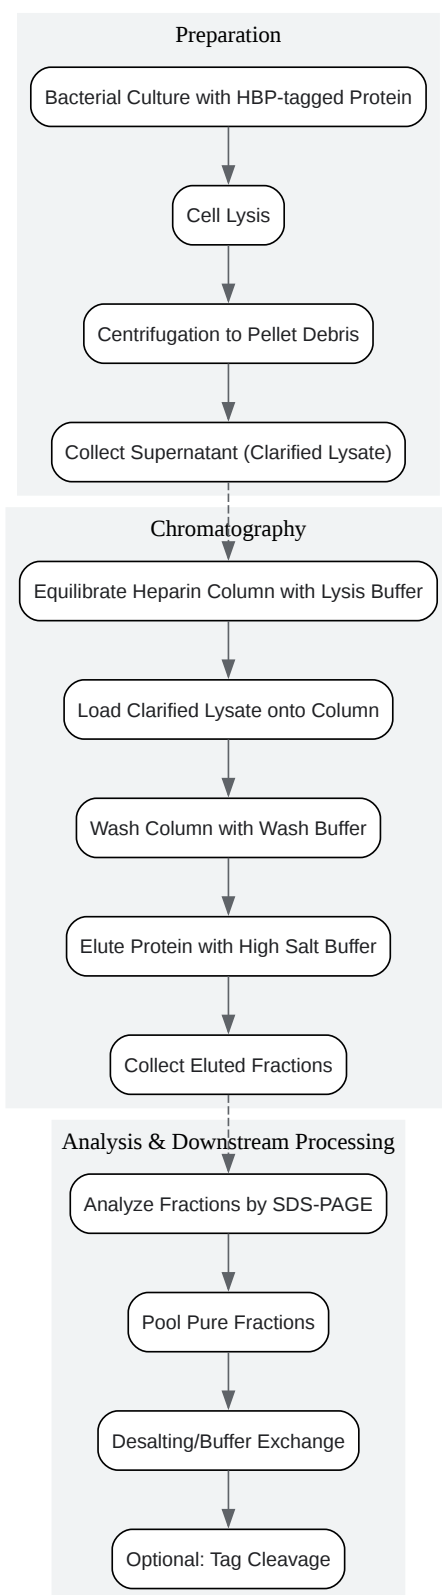 Preparation
Bacterial Culture with HBP-tagged Protein
Cell Lysis
Centrifugation to Pellet Debris
Collect Supernatant (Clarified Lysate)
Chromatography
Equilibrate Heparin Column with Lysis Buffer
Load Clarified Lysate onto Column
Wash Column with Wash Buffer
Elute Protein with High Salt Buffer
Collect Eluted Fractions
Analysis & Downstream Processing
Analyze Fractions by SDS-PAGE
Pool Pure Fractions
Desalting/Buffer Exchange
Optional: Tag Cleavage